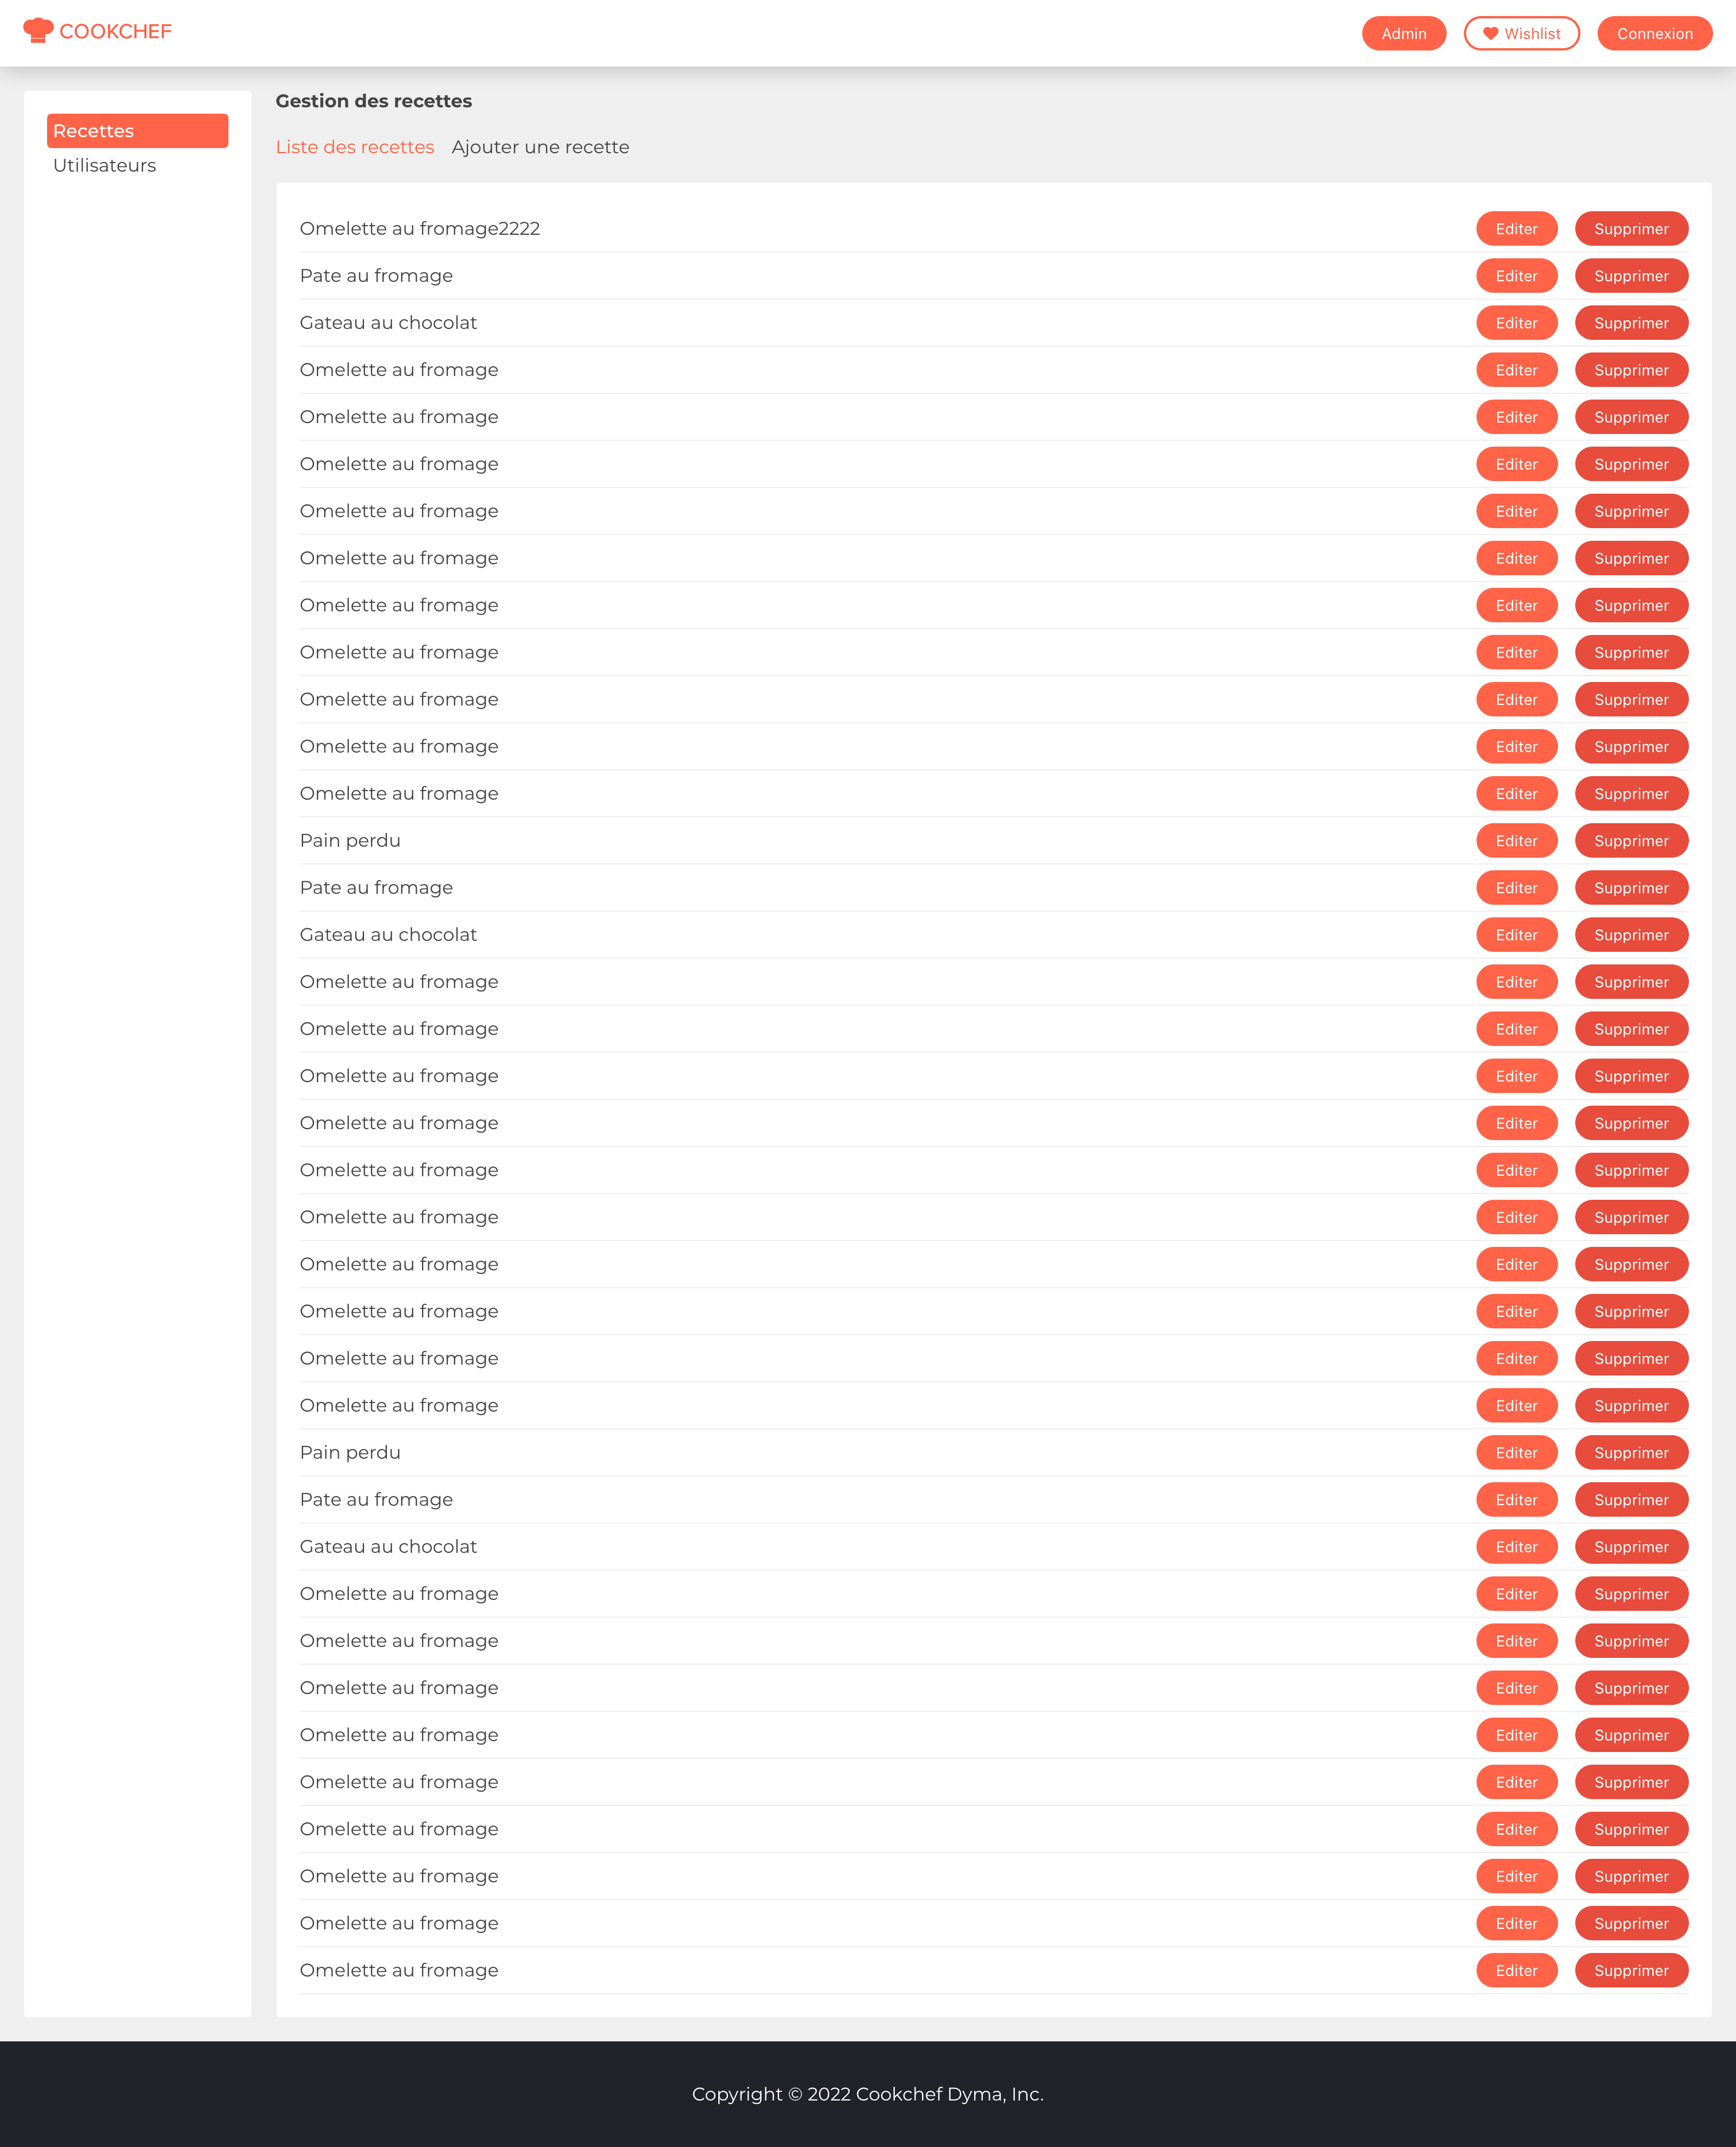 COOKCHEF
Admin Wishlist Connexion
Recettes
Utilisateurs
Gestion des recettes
Liste des recettes Ajouter une recette
Omelette au fromage2222 Editer Supprimer
Pate au fromage Editer Supprimer
Gateau au chocolat Editer Supprimer
Omelette au fromage Editer Supprimer
Omelette au fromage Editer Supprimer
Omelette au fromage Editer Supprimer
Omelette au fromage Editer Supprimer
Omelette au fromage Editer Supprimer
Omelette au fromage Editer Supprimer
Omelette au fromage Editer Supprimer
Omelette au fromage Editer Supprimer
Omelette au fromage Editer Supprimer
Omelette au fromage Editer Supprimer
Pain perdu Editer Supprimer
Pate au fromage Editer Supprimer
Gateau au chocolat Editer Supprimer
Omelette au fromage Editer Supprimer
Omelette au fromage Editer Supprimer
Omelette au fromage Editer Supprimer
Omelette au fromage Editer Supprimer
Omelette au fromage Editer Supprimer
Omelette au fromage Editer Supprimer
Omelette au fromage Editer Supprimer
Omelette au fromage Editer Supprimer
Omelette au fromage Editer Supprimer
Omelette au fromage Editer Supprimer
Pain perdu Editer Supprimer
Pate au fromage Editer Supprimer
Gateau au chocolat Editer Supprimer
Omelette au fromage Editer Supprimer
Omelette au fromage Editer Supprimer
Omelette au fromage Editer Supprimer
Omelette au fromage Editer Supprimer
Omelette au fromage Editer Supprimer
Omelette au fromage Editer Supprimer
Omelette au fromage Editer Supprimer
Omelette au fromage Editer Supprimer
Omelette au fromage Editer Supprimer
Copyright © 2022 Cookchef Dyma, Inc.